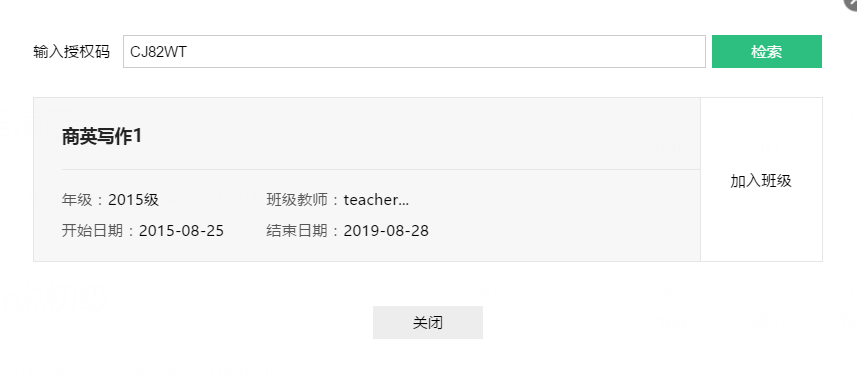 输入授权码 CJ82WT 检索
商英写作1
年级：2015级 班级教师：teacher...
加入班级
开始日期：2015-08-25 结束日期：2019-08-28
关闭